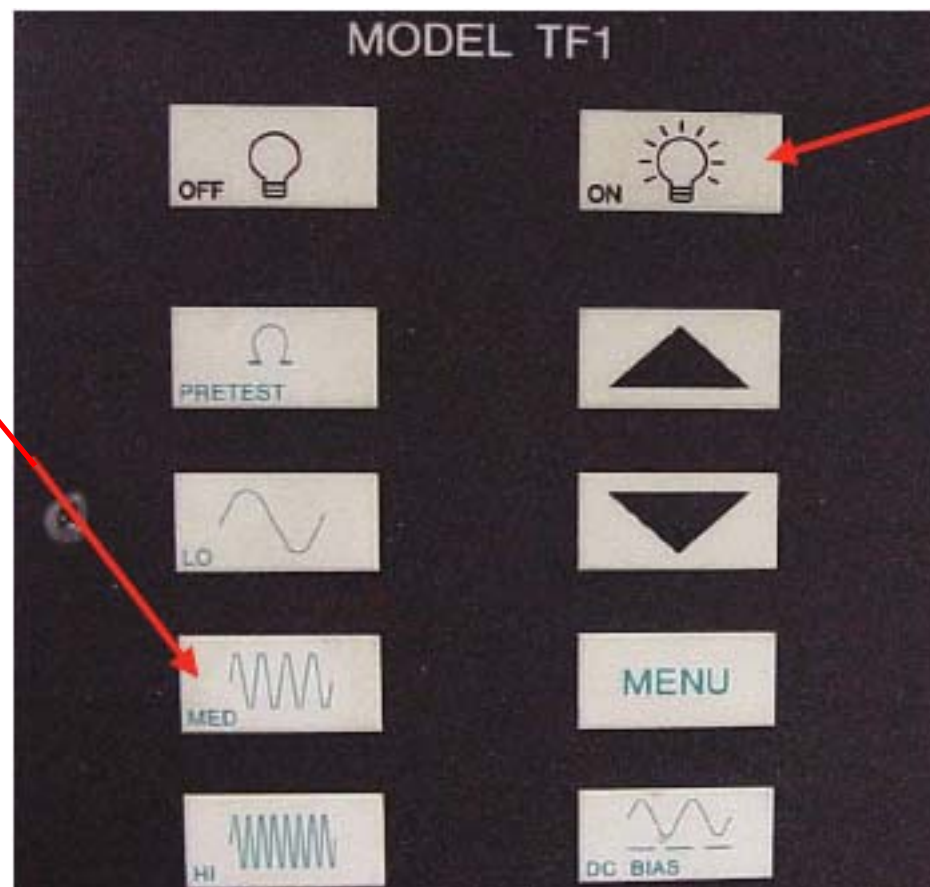 MODEL TF1
OFF
ON
Ω
PRETEST
LO
MED
MENU
HI
DC BIAS